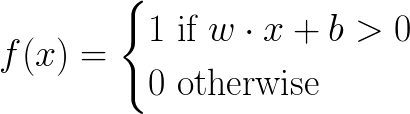 f(x) = { 1 if w · x + b > 0
0 otherwise